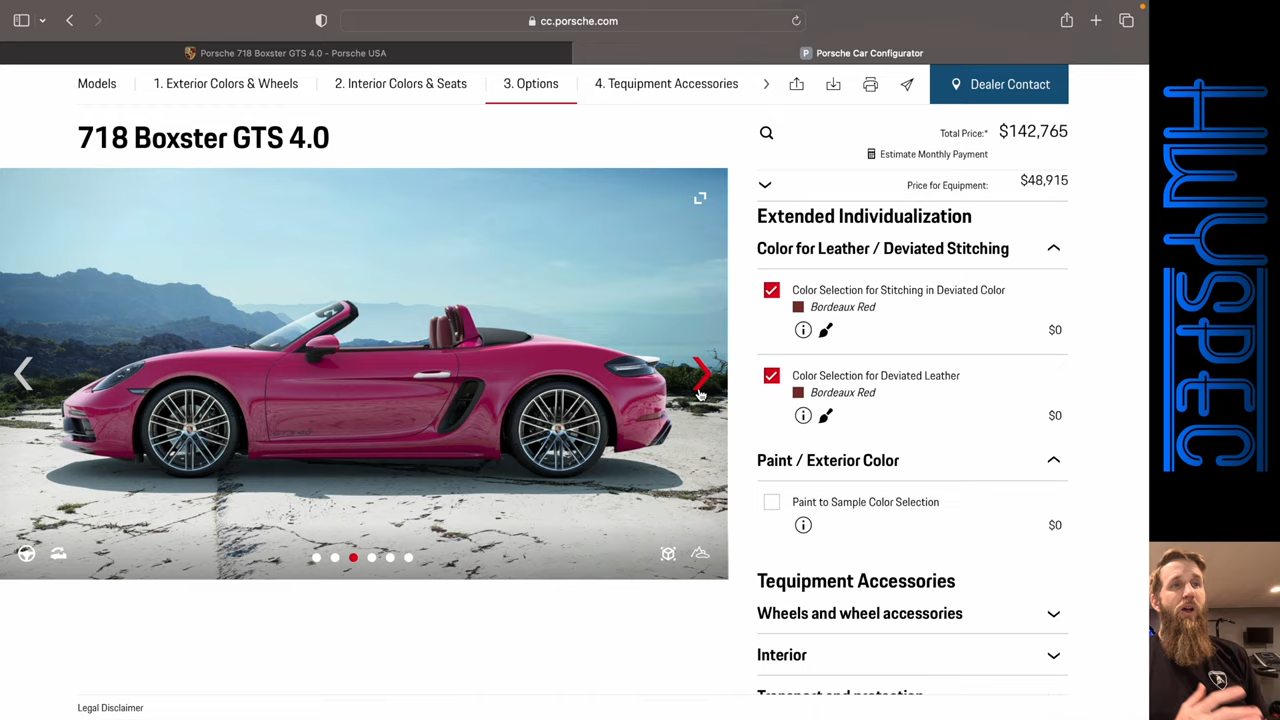 cc.porsche.com
Porsche 718 Boxster GTS 4.0 - Porsche USA
P Porsche Car Configurator
Models
1. Exterior Colors & Wheels
2. Interior Colors & Seats
3. Options
4. Tequipment Accessories
Dealer Contact
718 Boxster GTS 4.0
Total Price:* $142,765
Estimate Monthly Payment
Price for Equipment: $48,915
Extended Individualization
Color for Leather / Deviated Stitching
Color Selection for Stitching in Deviated Color
Bordeaux Red
$0
Color Selection for Deviated Leather
Bordeaux Red
$0
Paint / Exterior Color
Paint to Sample Color Selection
$0
Tequipment Accessories
Wheels and wheel accessories
Interior
Transport and protection
Legal Disclaimer
HWYSPEC